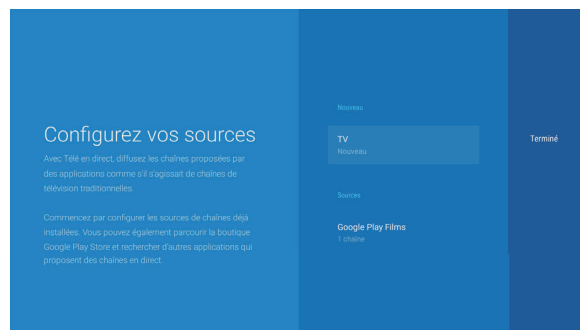 Configurez vos sources
Avec Télé en direct, diffusez les chaînes proposées par
des applications comme s'il s'agissait de chaînes de
télévision traditionnelles.
Commencez par configurer les sources de chaînes déjà
installées. Vous pouvez également parcourir la boutique
Google Play Store et rechercher d'autres applications qui
proposent des chaînes en direct.
Nouveau
TV
Nouveau
Sources
Google Play Films
1 chaîne
Terminé